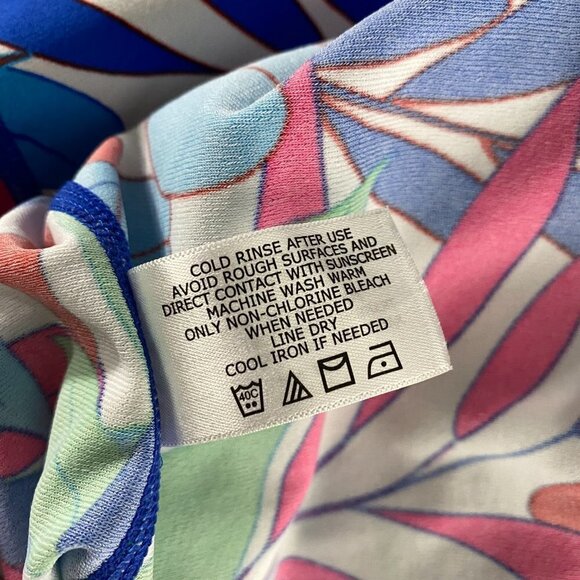 COLD RINSE AFTER USE
AVOID ROUGH SURFACES AND
DIRECT CONTACT WITH SUNSCREEN
MACHINE WASH WARM
ONLY NON-CHLORINE BLEACH
WHEN NEEDED
LINE DRY
COOL IRON IF NEEDED
40C